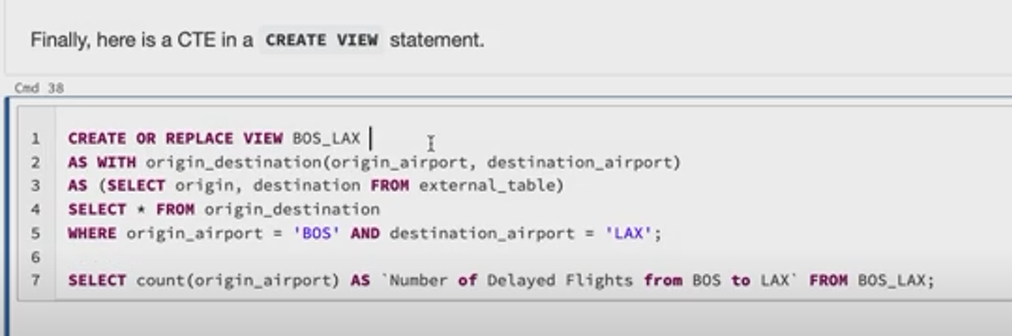 Finally, here is a CTE in a CREATE VIEW statement.
Cmd 38
1 CREATE OR REPLACE VIEW BOS_LAX
2 AS WITH origin_destination(origin_airport, destination_airport)
3 AS (SELECT origin, destination FROM external_table)
4 SELECT * FROM origin_destination
5 WHERE origin_airport = 'BOS' AND destination_airport = 'LAX';
6
7 SELECT count(origin_airport) AS `Number of Delayed Flights from BOS to LAX` FROM BOS_LAX;